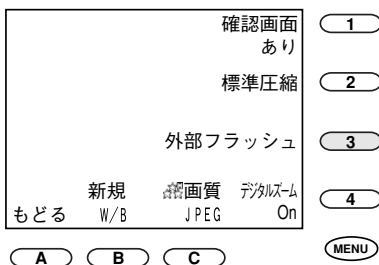 確認画面
あり
1
標準圧縮
2
外部フラッシュ
3
新規 画質 デジタルズーム
もどる W/B JPEG On
4
A B C
MENU